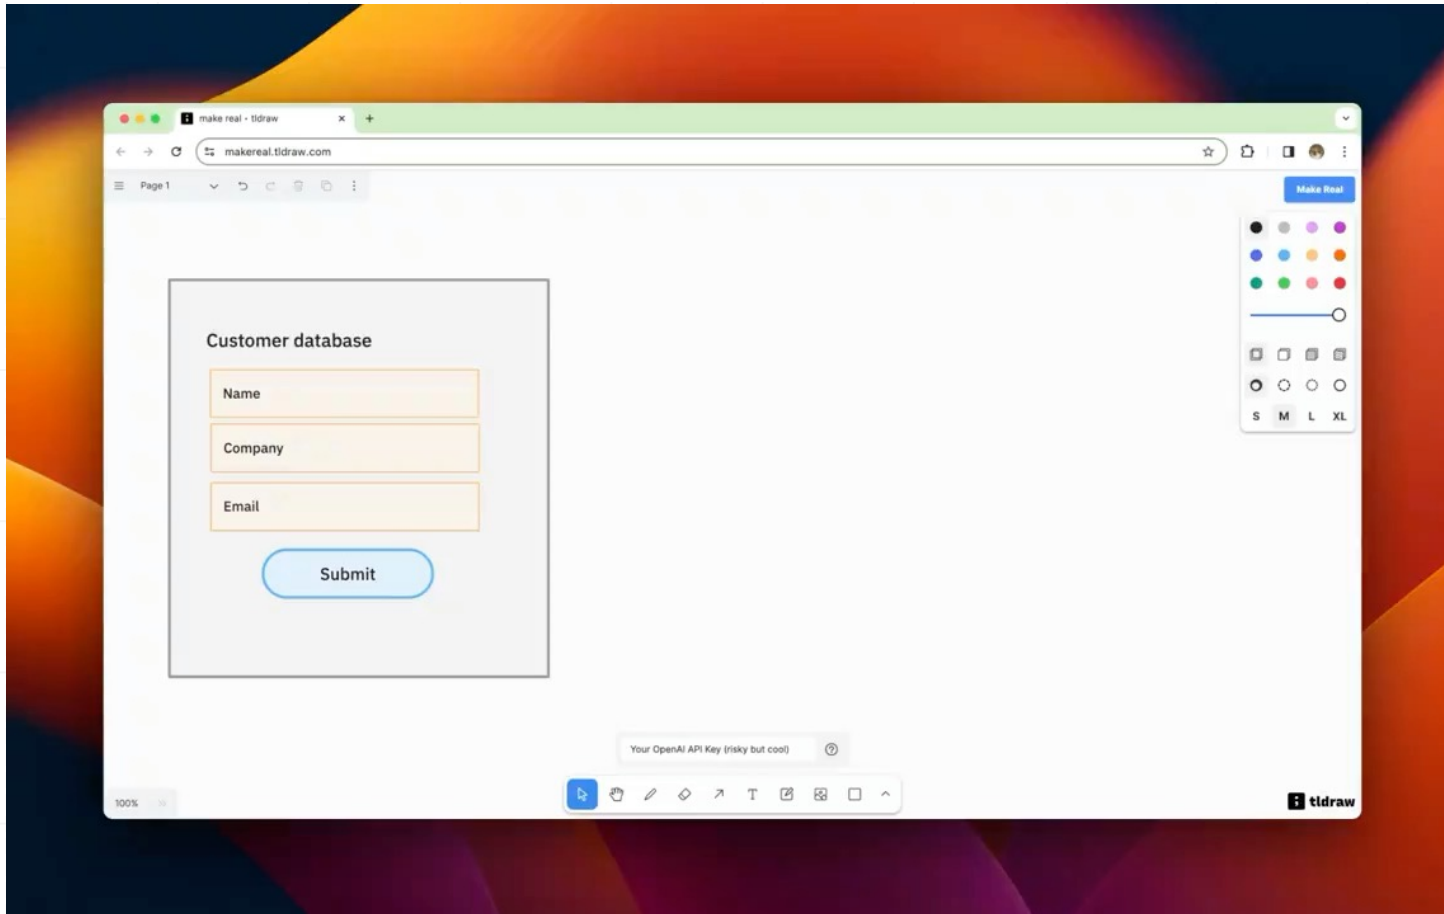 make real • tldraw
makereal.tldraw.com
Page 1
Make Real
Customer database
Name
Company
Email
Submit
S M L XL
Your OpenAI API Key (risky but cool)
T
100%
tldraw